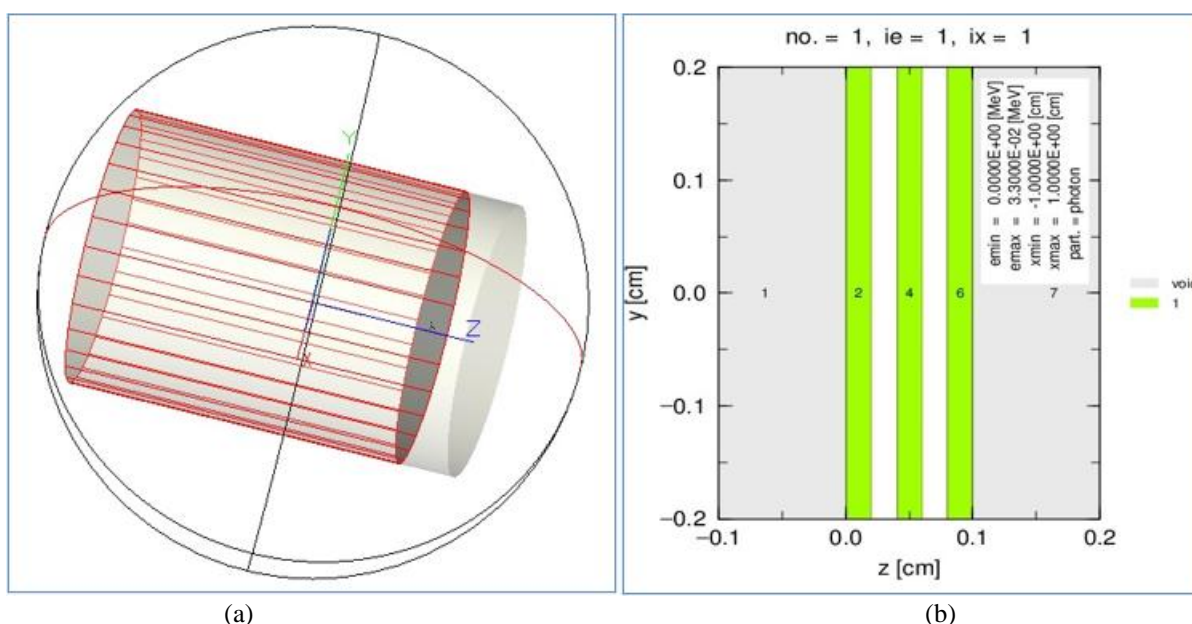 Y
Z
X
(a)
no. = 1, ie = 1, ix = 1
0.2
0.1
0.0
−0.1
−0.2
y [cm]
1
2
4
6
7
emin = 0.0000E+00 [MeV]
emax = 3.3000E-02 [MeV]
xmin = -1.0000E+00 [cm]
xmax = 1.0000E+00 [cm]
part. = photon
void
1
−0.1
0.0
0.1
0.2
z [cm]
(b)